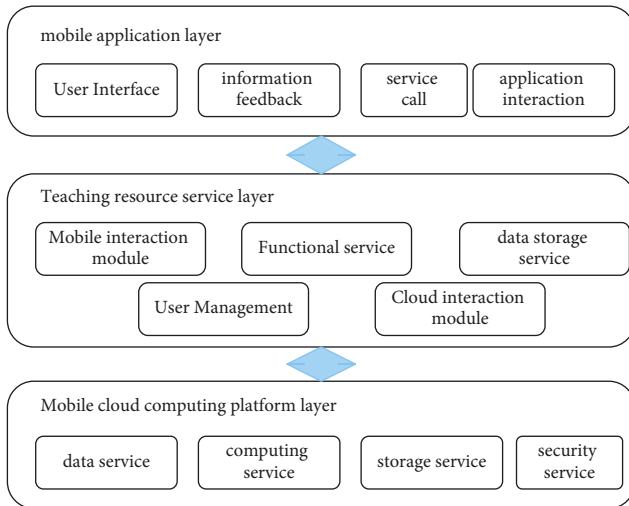 mobile application layer
User Interface
information
feedback
service
call
application
interaction
Teaching resource service layer
Mobile interaction
module
Functional service
data storage
service
User Management
Cloud interaction
module
Mobile cloud computing platform layer
data service
computing
service
storage service
security
service